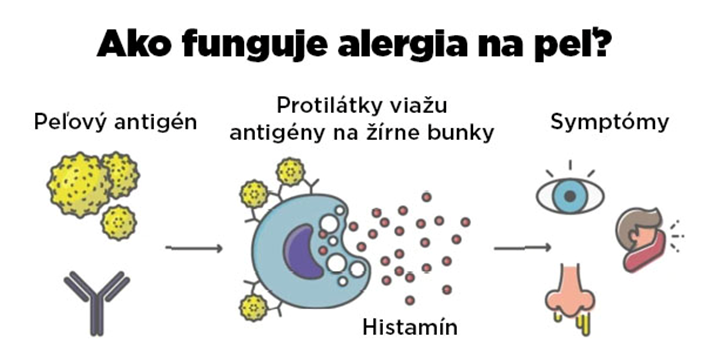 Ako funguje alergia na peľ?
Peľový antigén
Protilátky viažu
antigény na žírne bunky
Symptómy
Histamín